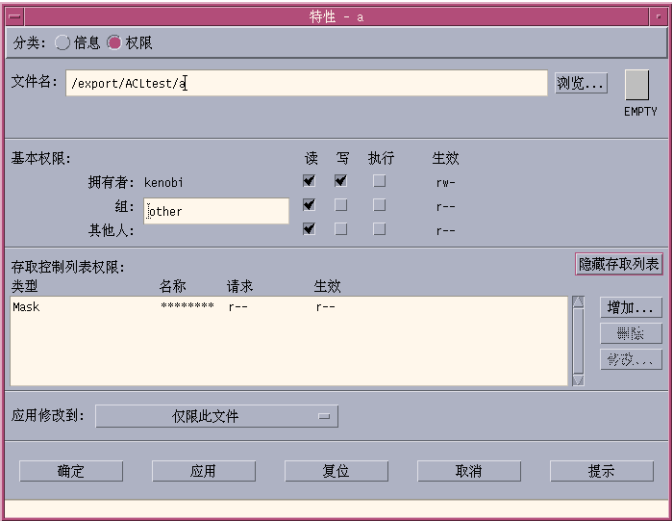 特性 - a
分类: 信息 权限
文件名: /export/ACLtest/a 浏览...
EMPTY
基本权限: 读 写 执行 生效
拥有者: kenobi rw-
组: other r--
其他人: r--
存取控制列表权限: 隐藏存取列表
类型 名称 请求 生效
Mask ******** r-- r--
增加...
删除
修改...
应用修改到: 仅限此文件
确定 应用 复位 取消 提示